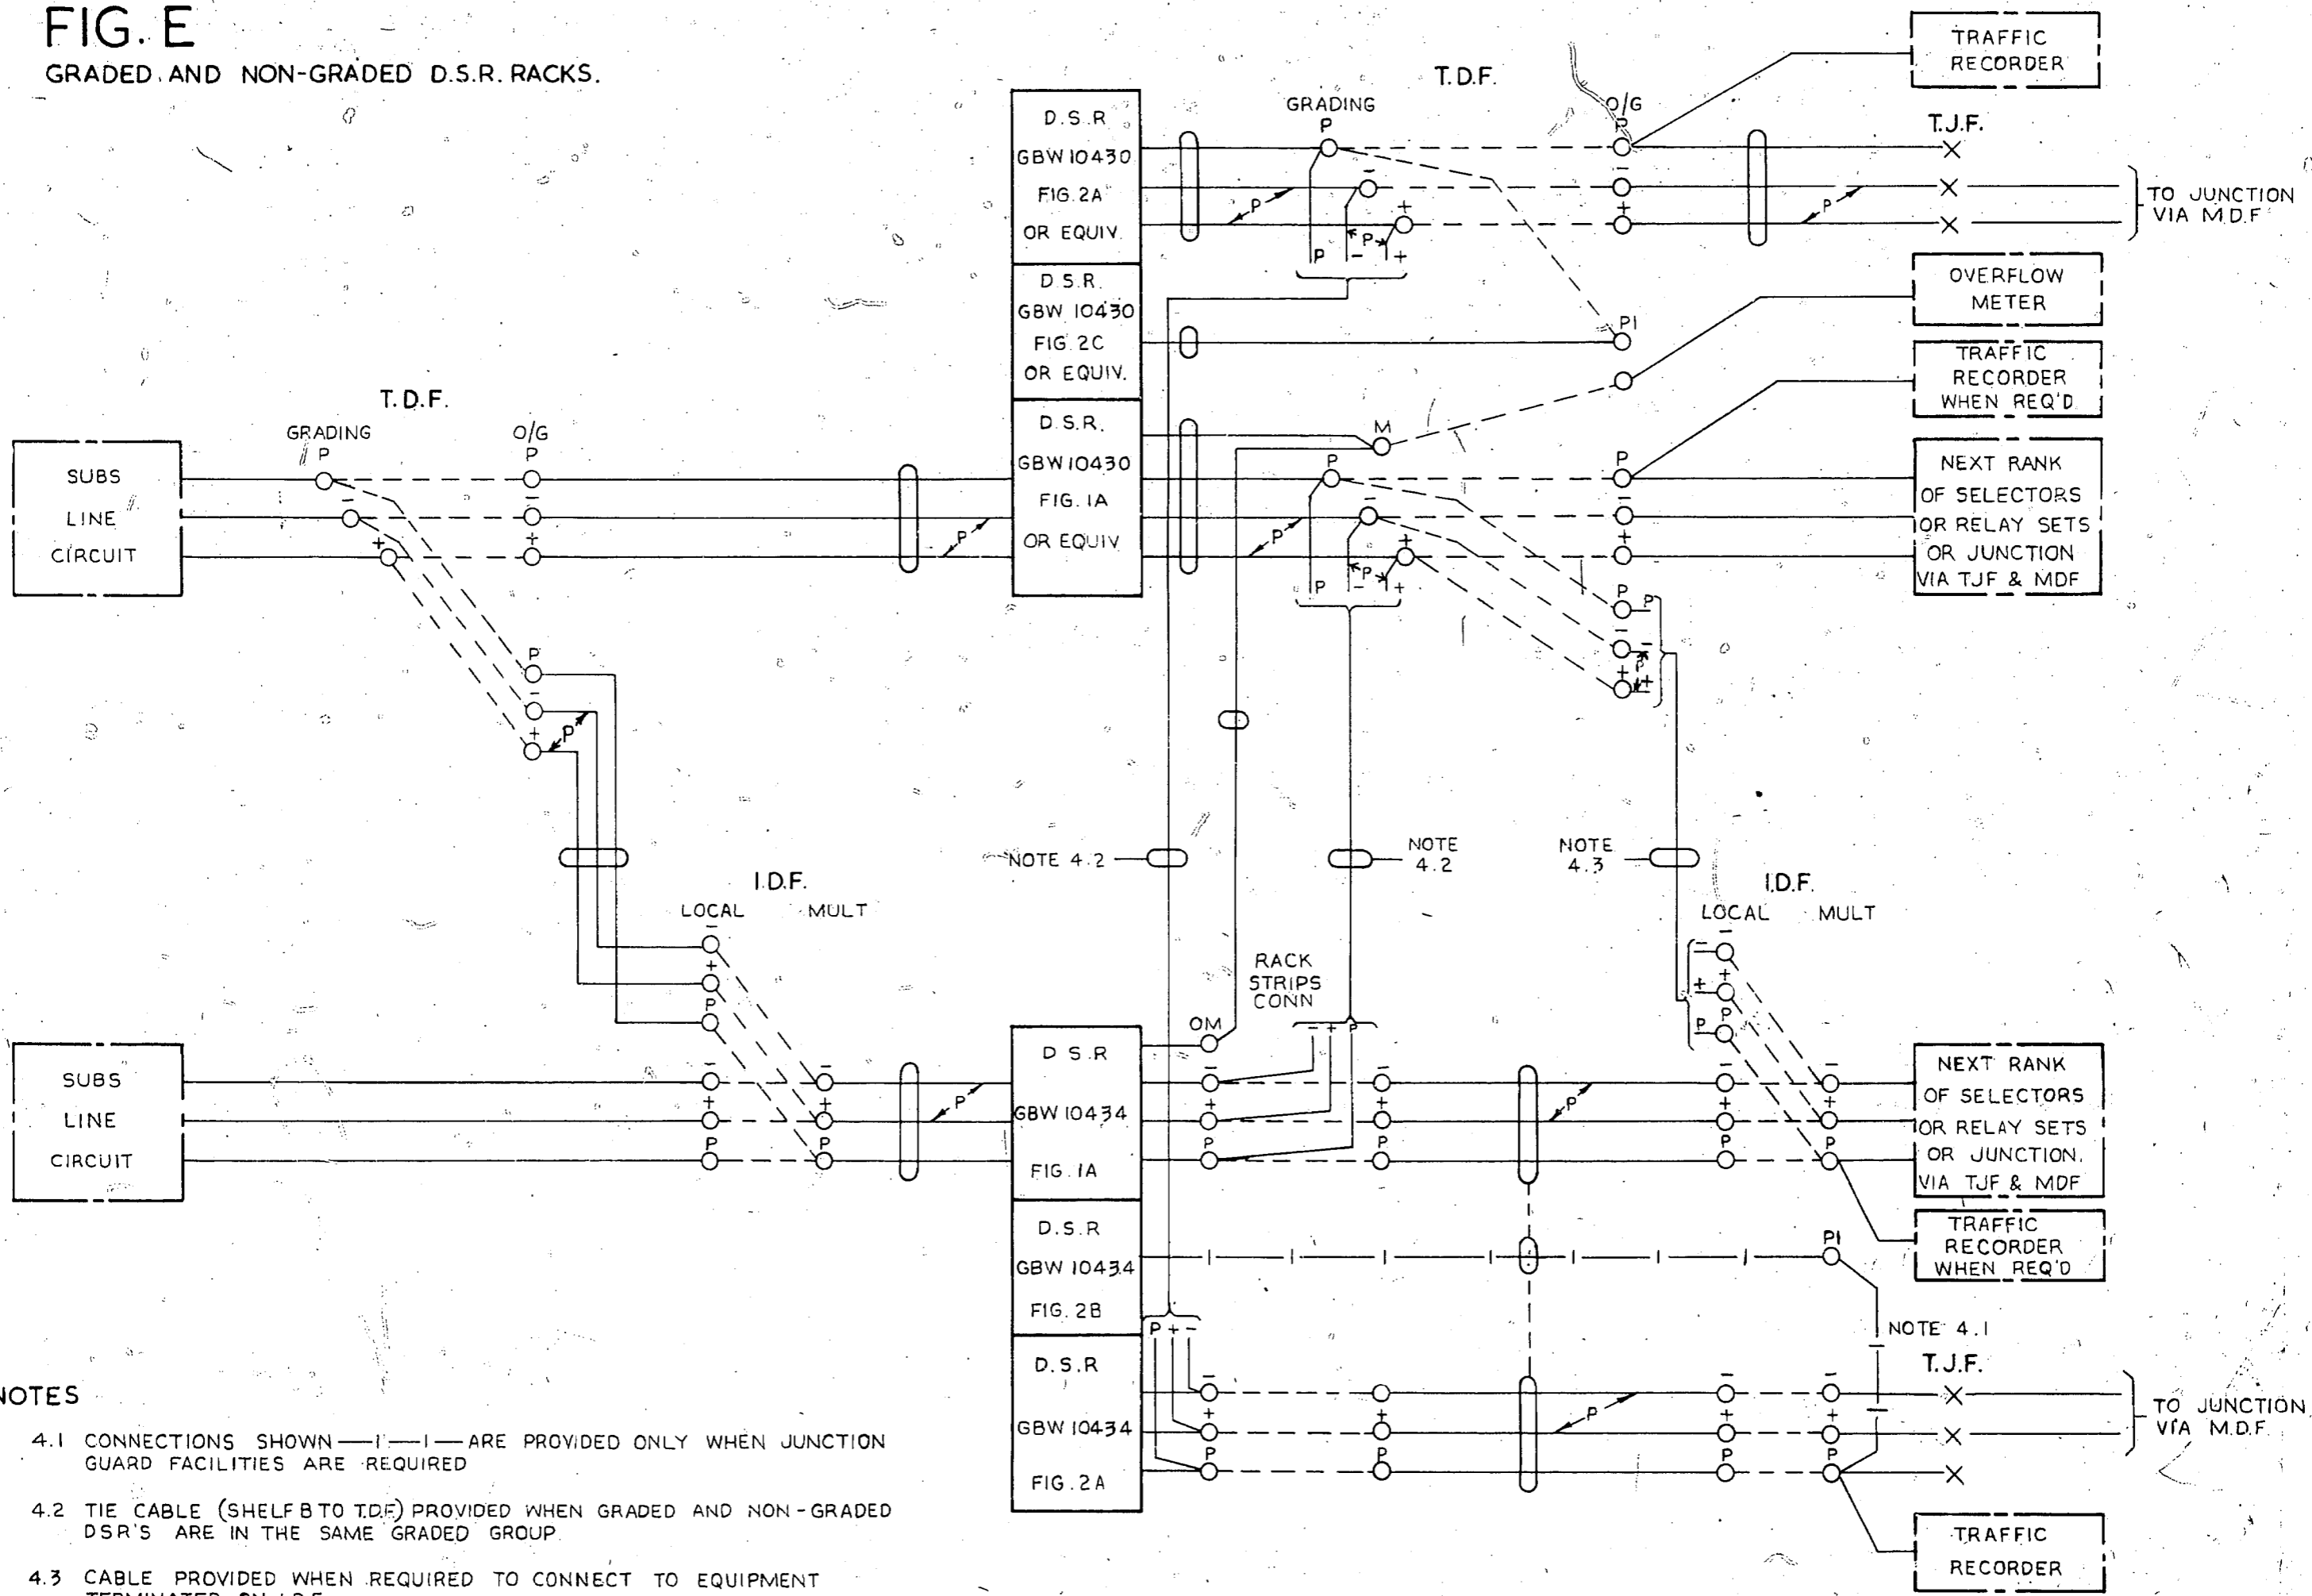 FIG. E
GRADED AND NON-GRADED D.S.R. RACKS.
TRAFFIC
RECORDER
T.D.F.
GRADING
P
O/G
P
T.J.F.
D.S.R
GBW 10430
FIG. 2A
OR EQUIV.
-
-
P
P
+
+
P
P - +
TO JUNCTION
VIA M.D.F.
D.S.R.
GBW 10430
FIG. 2C
OR EQUIV.
P1
OVERFLOW
METER
TRAFFIC
RECORDER
WHEN REQ'D
T.D.F.
GRADING
P
O/G
P
-
-
+
+
SUBS
LINE
CIRCUIT
P
D.S.R.
GBW 10430
FIG. 1A
OR EQUIV
M
P
P
-
-
P
+
+
P
P - +
NEXT RANK
OF SELECTORS
OR RELAY SETS
OR JUNCTION
VIA TJF & MDF
P P
- -
P
+ +
P
-
P
+
NOTE 4.2
NOTE
4.2
NOTE
4.3
I.D.F.
LOCAL MULT
-
+
P
I.D.F.
LOCAL MULT
- -
+ +
P P
RACK
STRIPS
CONN
- + P
OM
SUBS
LINE
CIRCUIT
- -
+ +
P P
P
D S.R
GBW 10434
FIG. 1A
- -
+ +
P P
P
- -
+ +
P P
NEXT RANK
OF SELECTORS
OR RELAY SETS
OR JUNCTION.
VIA TJF & MDF
D.S.R
GBW 10434
FIG. 2B
P1
TRAFFIC
RECORDER
WHEN REQ'D
P + -
NOTE 4.1
T.J.F.
D.S.R
GBW 10434
FIG. 2A
- -
+ +
P P
P
- -
+ +
P P
TO JUNCTION
VIA M.D.F.
TRAFFIC
RECORDER
NOTES
4.1 CONNECTIONS SHOWN —I—I— ARE PROVIDED ONLY WHEN JUNCTION
GUARD FACILITIES ARE REQUIRED
4.2 TIE CABLE (SHELF B TO T.D.F.) PROVIDED WHEN GRADED AND NON-GRADED
DSR'S ARE IN THE SAME GRADED GROUP.
4.3 CABLE PROVIDED WHEN REQUIRED TO CONNECT TO EQUIPMENT
TERMINATED ON I.D.F.